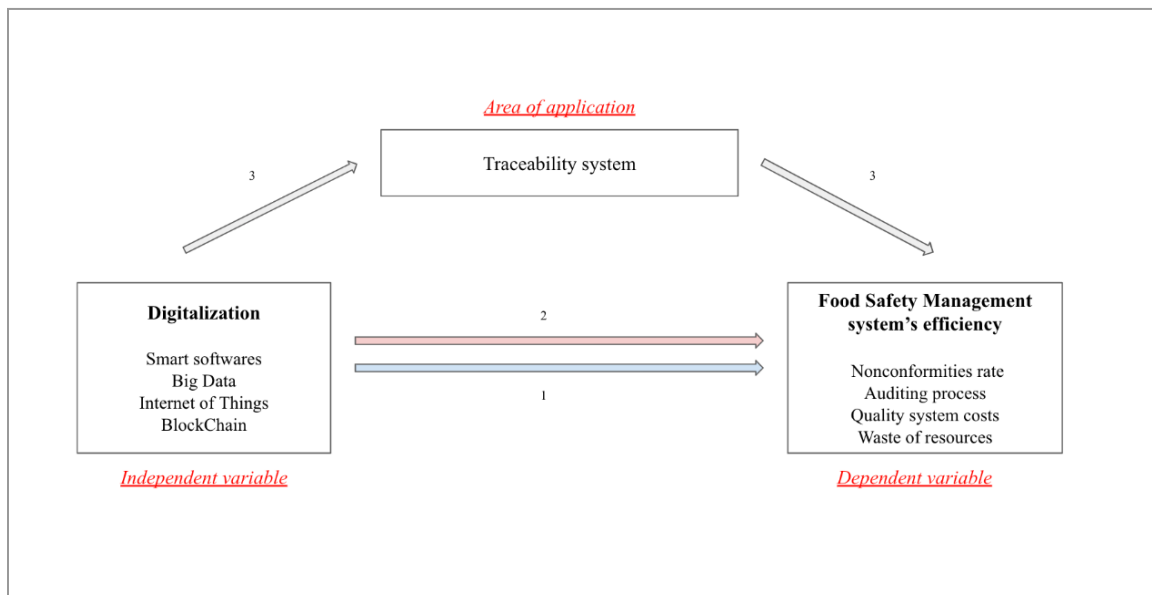 Area of application
Traceability system
3
3
Digitalization
Smart softwares
Big Data
Internet of Things
BlockChain
Independent variable
2
1
Food Safety Management
system’s efficiency
Nonconformities rate
Auditing process
Quality system costs
Waste of resources
Dependent variable